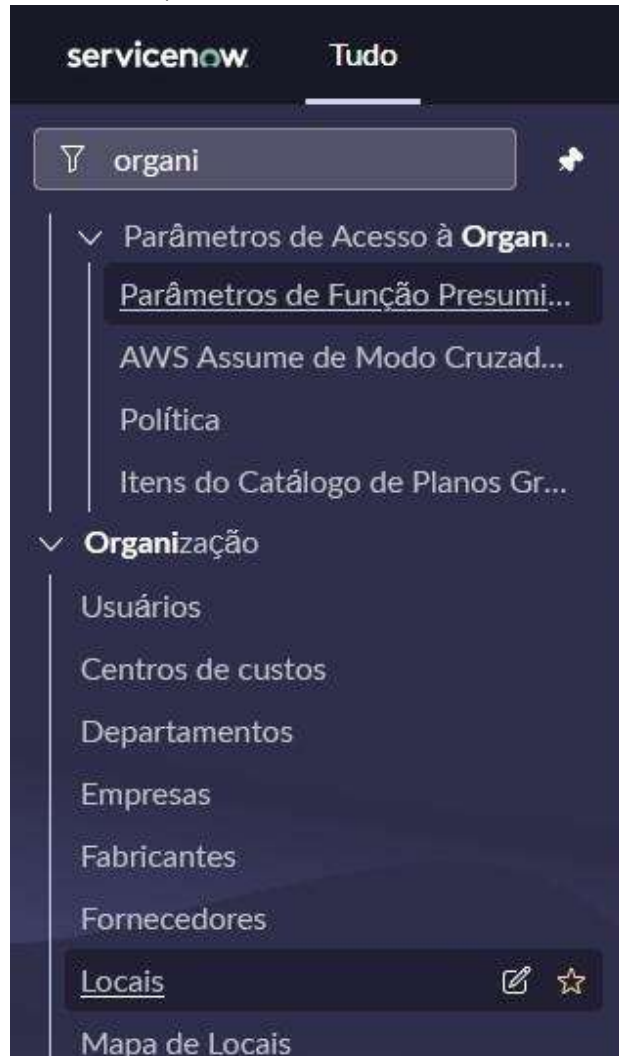 servicenow Tudo
organi
Parâmetros de Acesso à Organ...
Parâmetros de Função Presumi...
AWS Assume de Modo Cruzad...
Política
Itens do Catálogo de Planos Gr...
Organização
Usuários
Centros de custos
Departamentos
Empresas
Fabricantes
Fornecedores
Locais
Mapa de Locais